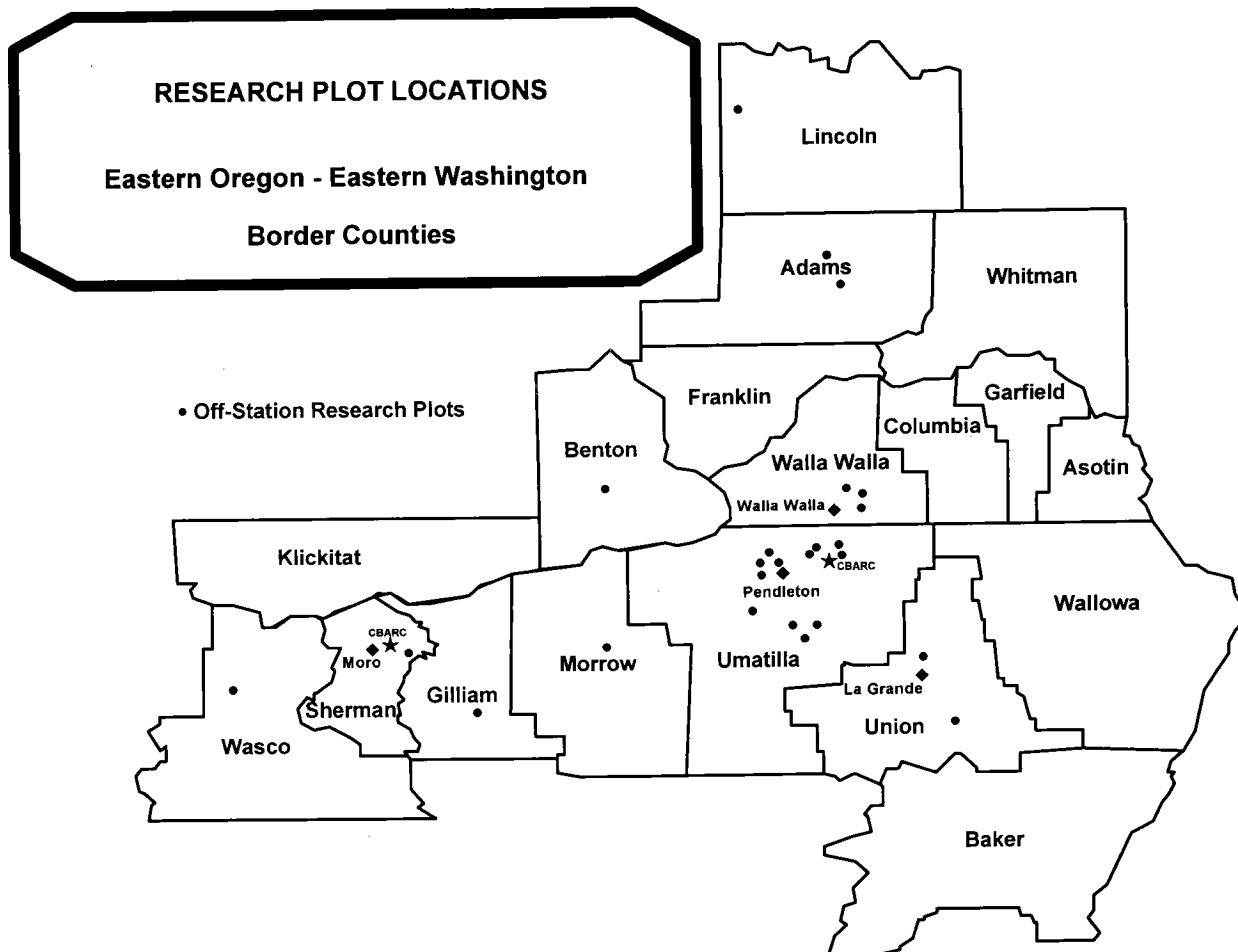 RESEARCH PLOT LOCATIONS
Eastern Oregon - Eastern Washington
Border Counties
Lincoln
Adams
Whitman
• Off-Station Research Plots
Franklin
Garfield
Columbia
Benton
Walla Walla
Asotin
Walla Walla
Klickitat
CBARC
Pendleton
Wallowa
CBARC
Moro
Morrow
Umatilla
La Grande
Gilliam
Sherman
Union
Wasco
Baker